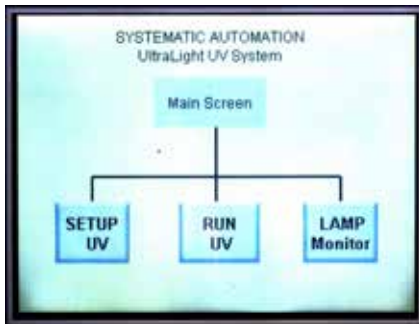 SYSTEMATIC AUTOMATION
UltraLight UV System
Main Screen
SETUP
UV
RUN
UV
LAMP
Monitor